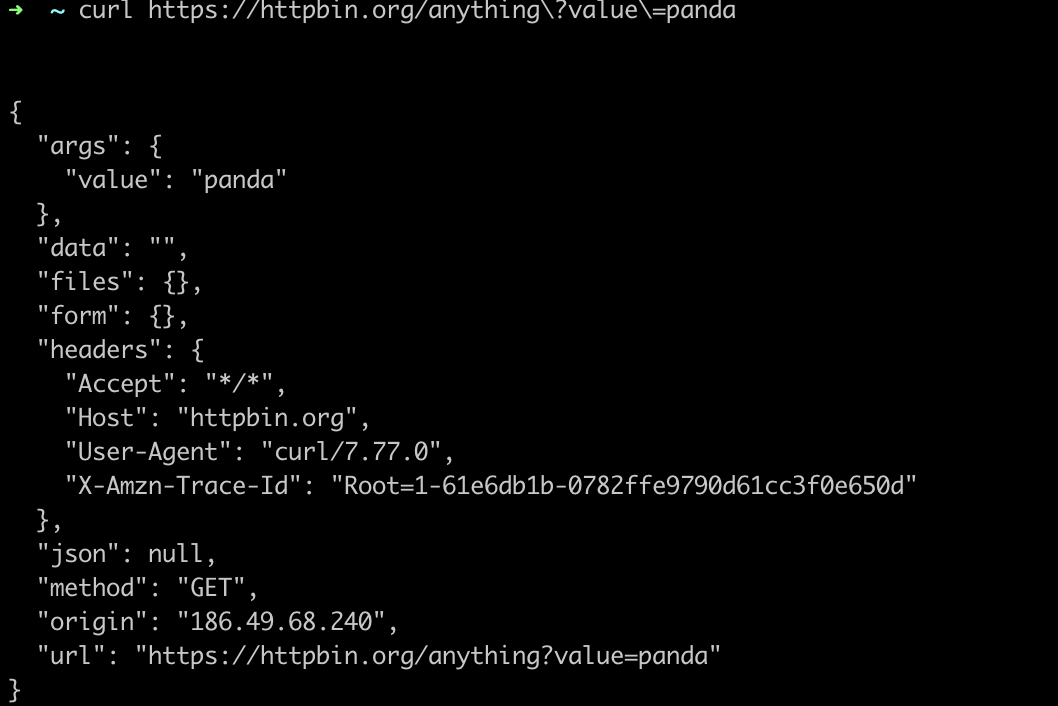 ➜  ~ curl https://httpbin.org/anything\?value\=panda
{
  "args": {
    "value": "panda"
  },
  "data": "",
  "files": {},
  "form": {},
  "headers": {
    "Accept": "*/*",
    "Host": "httpbin.org",
    "User-Agent": "curl/7.77.0",
    "X-Amzn-Trace-Id": "Root=1-61e6db1b-0782ffe9790d61cc3f0e650d"
  },
  "json": null,
  "method": "GET",
  "origin": "186.49.68.240",
  "url": "https://httpbin.org/anything?value=panda"
}